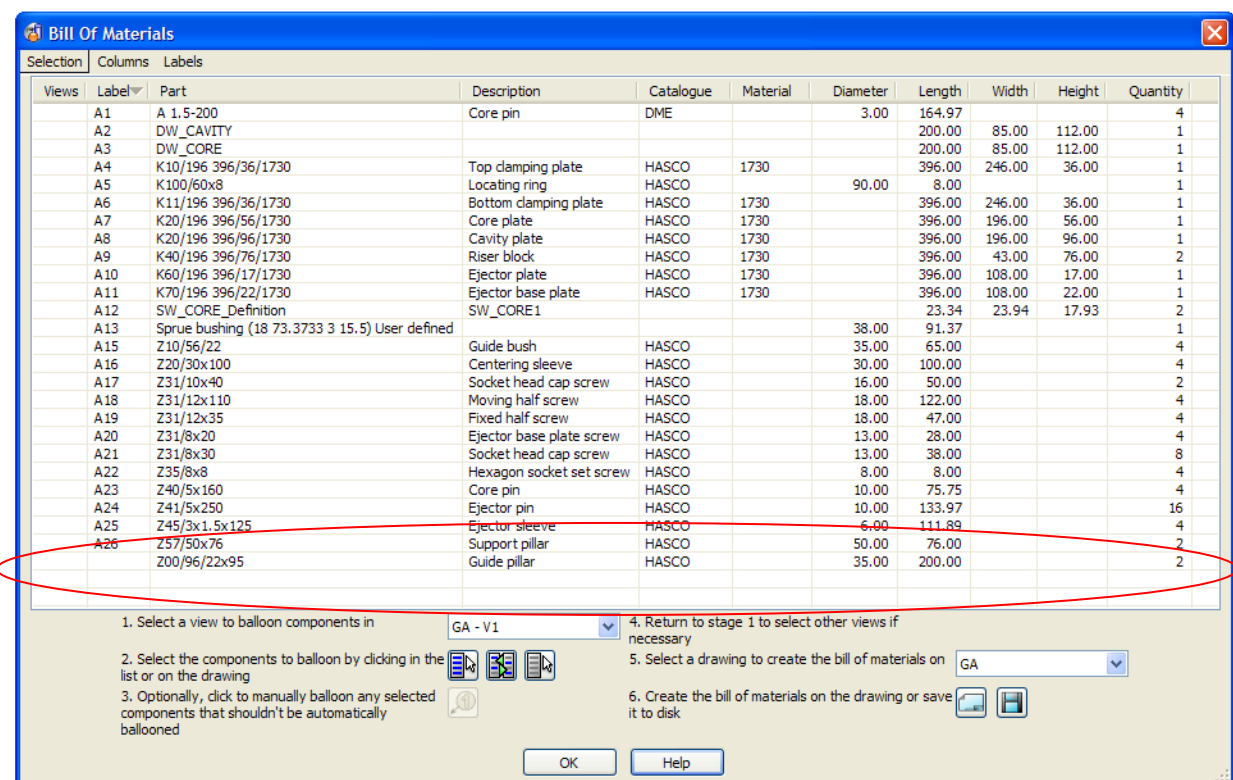 Bill Of Materials
Selection Columns Labels
Views Label Part Description Catalogue Material Diameter Length Width Height Quantity
A1 A 1.5-200 Core pin DME 3.00 164.97 4
A2 DW_CAVITY 200.00 85.00 112.00 1
A3 DW_CORE 200.00 85.00 112.00 1
A4 K10/196 396/36/1730 Top clamping plate HASCO 1730 396.00 246.00 36.00 1
A5 K100/60x8 Locating ring HASCO 90.00 8.00 1
A6 K11/196 396/36/1730 Bottom clamping plate HASCO 1730 396.00 246.00 36.00 1
A7 K20/196 396/56/1730 Core plate HASCO 1730 396.00 196.00 56.00 1
A8 K20/196 396/96/1730 Cavity plate HASCO 1730 396.00 196.00 96.00 1
A9 K40/196 396/76/1730 Riser block HASCO 1730 396.00 43.00 76.00 2
A10 K60/196 396/17/1730 Ejector plate HASCO 1730 396.00 108.00 17.00 1
A11 K70/196 396/22/1730 Ejector base plate HASCO 1730 396.00 108.00 22.00 1
A12 SW_CORE_Definition SW_CORE1 23.34 23.94 17.93 2
A13 Sprue bushing (18 73.3733 3 15.5) User defined 38.00 91.37 1
A15 Z10/56/22 Guide bush HASCO 35.00 65.00 4
A16 Z20/30x100 Centering sleeve HASCO 30.00 100.00 4
A17 Z31/10x40 Socket head cap screw HASCO 16.00 50.00 2
A18 Z31/12x110 Moving half screw HASCO 18.00 122.00 4
A19 Z31/12x35 Fixed half screw HASCO 18.00 47.00 4
A20 Z31/8x20 Ejector base plate screw HASCO 13.00 28.00 4
A21 Z31/8x30 Socket head cap screw HASCO 13.00 38.00 8
A22 Z35/8x8 Hexagon socket set screw HASCO 8.00 8.00 4
A23 Z40/5x160 Core pin HASCO 10.00 75.75 4
A24 Z41/5x250 Ejector pin HASCO 10.00 133.97 16
A25 Z45/3x1.5x125 Ejector sleeve HASCO 6.00 111.89 4
A26 Z57/50x76 Support pillar HASCO 50.00 76.00 2
Z00/96/22x95 Guide pillar HASCO 35.00 200.00 2
1. Select a view to balloon components in GA - V1
2. Select the components to balloon by clicking in the
list or on the drawing
3. Optionally, click to manually balloon any selected
components that shouldn't be automatically
ballooned
4. Return to stage 1 to select other views if
necessary
5. Select a drawing to create the bill of materials on GA
6. Create the bill of materials on the drawing or save
it to disk
OK Help